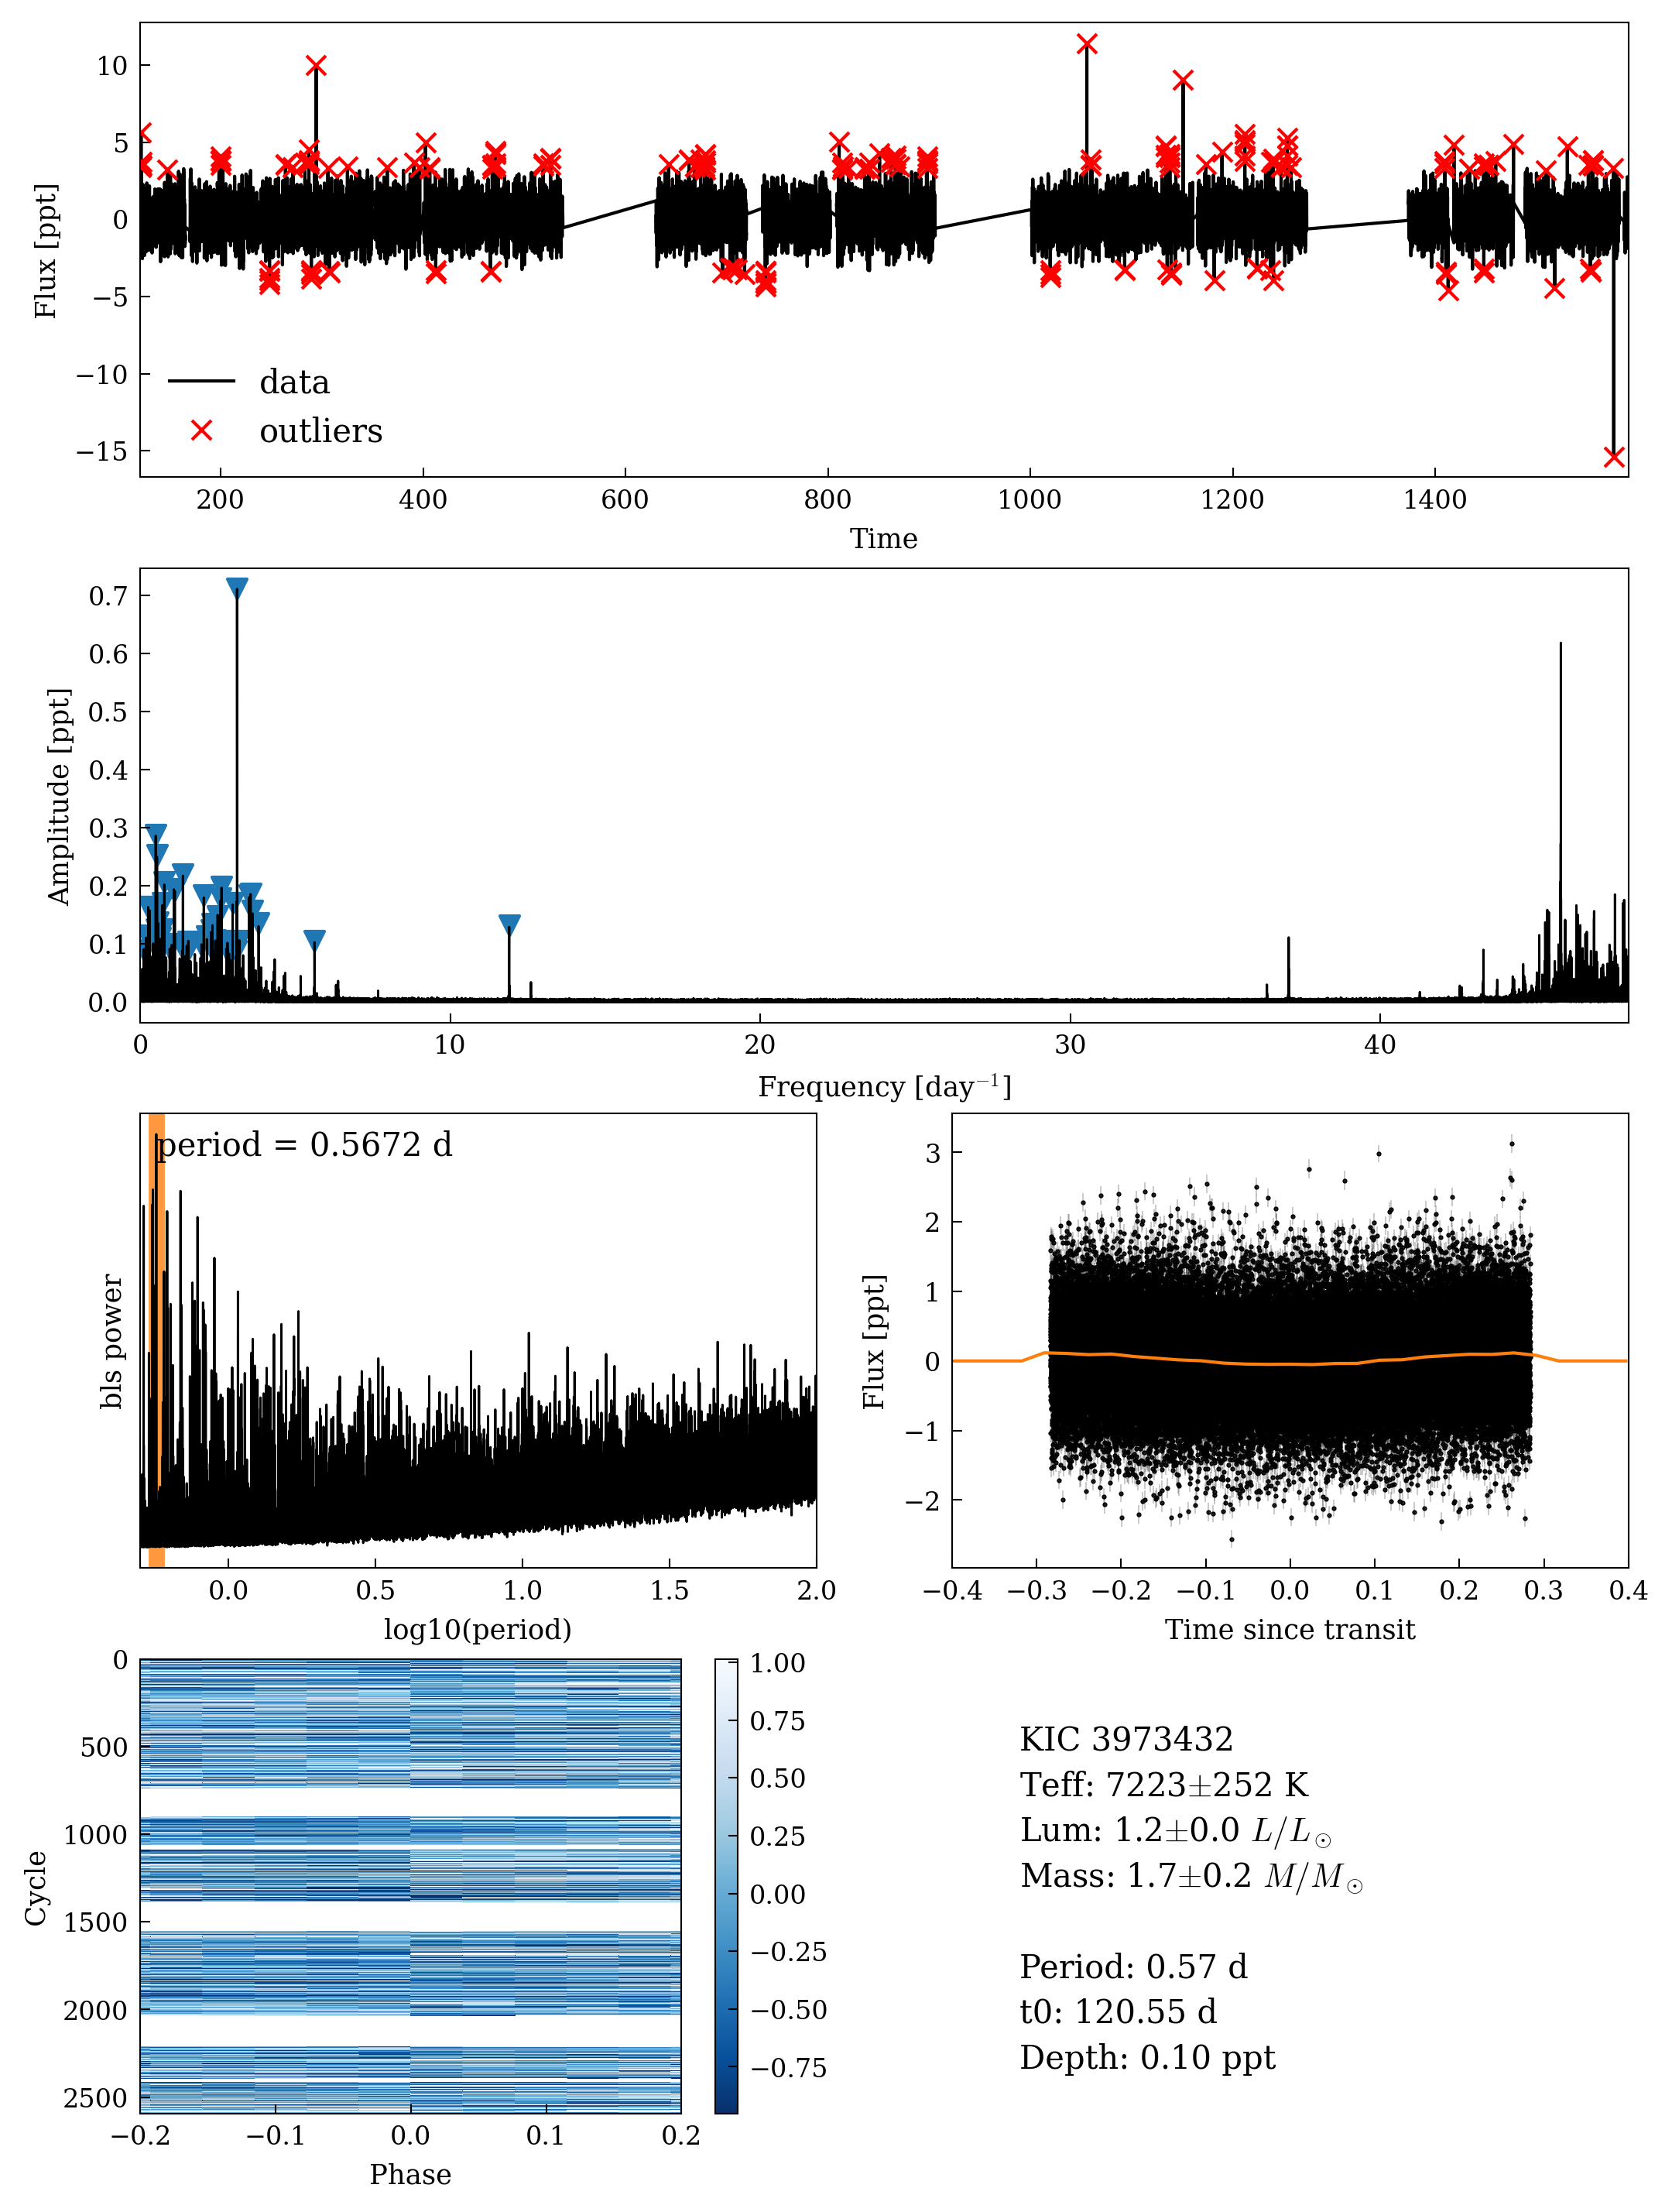 10
5
0
−5
−10
−15
Flux [ppt]
data
outliers
200 400 600 800 1000 1200 1400
Time
0.7
0.6
0.5
0.4
0.3
0.2
0.1
0.0
Amplitude [ppt]
0 10 20 30 40
Frequency [day⁻¹]
period = 0.5672 d
bls power
0.0 0.5 1.0 1.5 2.0
log10(period)
3
2
1
0
−1
−2
Flux [ppt]
−0.4 −0.3 −0.2 −0.1 0.0 0.1 0.2 0.3 0.4
Time since transit
0
500
1000
1500
2000
2500
Cycle
−0.2 −0.1 0.0 0.1 0.2
Phase
1.00
0.75
0.50
0.25
0.00
−0.25
−0.50
−0.75
KIC 3973432
Teff: 7223±252 K
Lum: 1.2±0.0 L/L⊙
Mass: 1.7±0.2 M/M⊙
Period: 0.57 d
t0: 120.55 d
Depth: 0.10 ppt